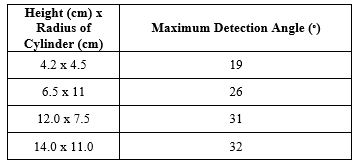 Height (cm) x
Radius of
Cylinder (cm)
Maximum Detection Angle (º)
4.2 x 4.5
19
6.5 x 11
26
12.0 x 7.5
31
14.0 x 11.0
32